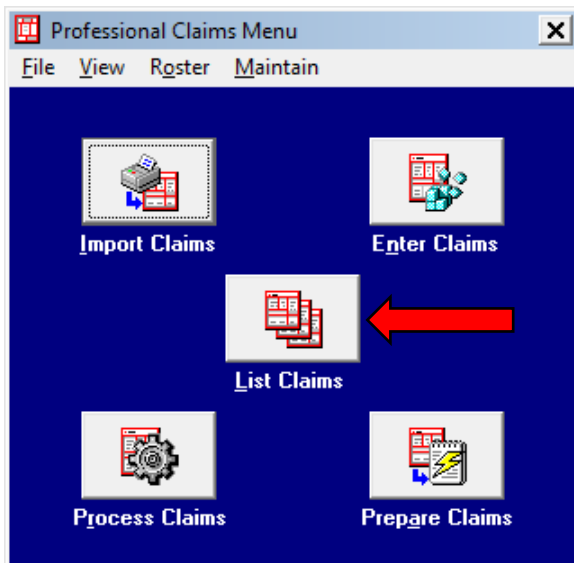 Professional Claims Menu
File View Roster Maintain
Import Claims
Enter Claims
List Claims
Process Claims
Prepare Claims